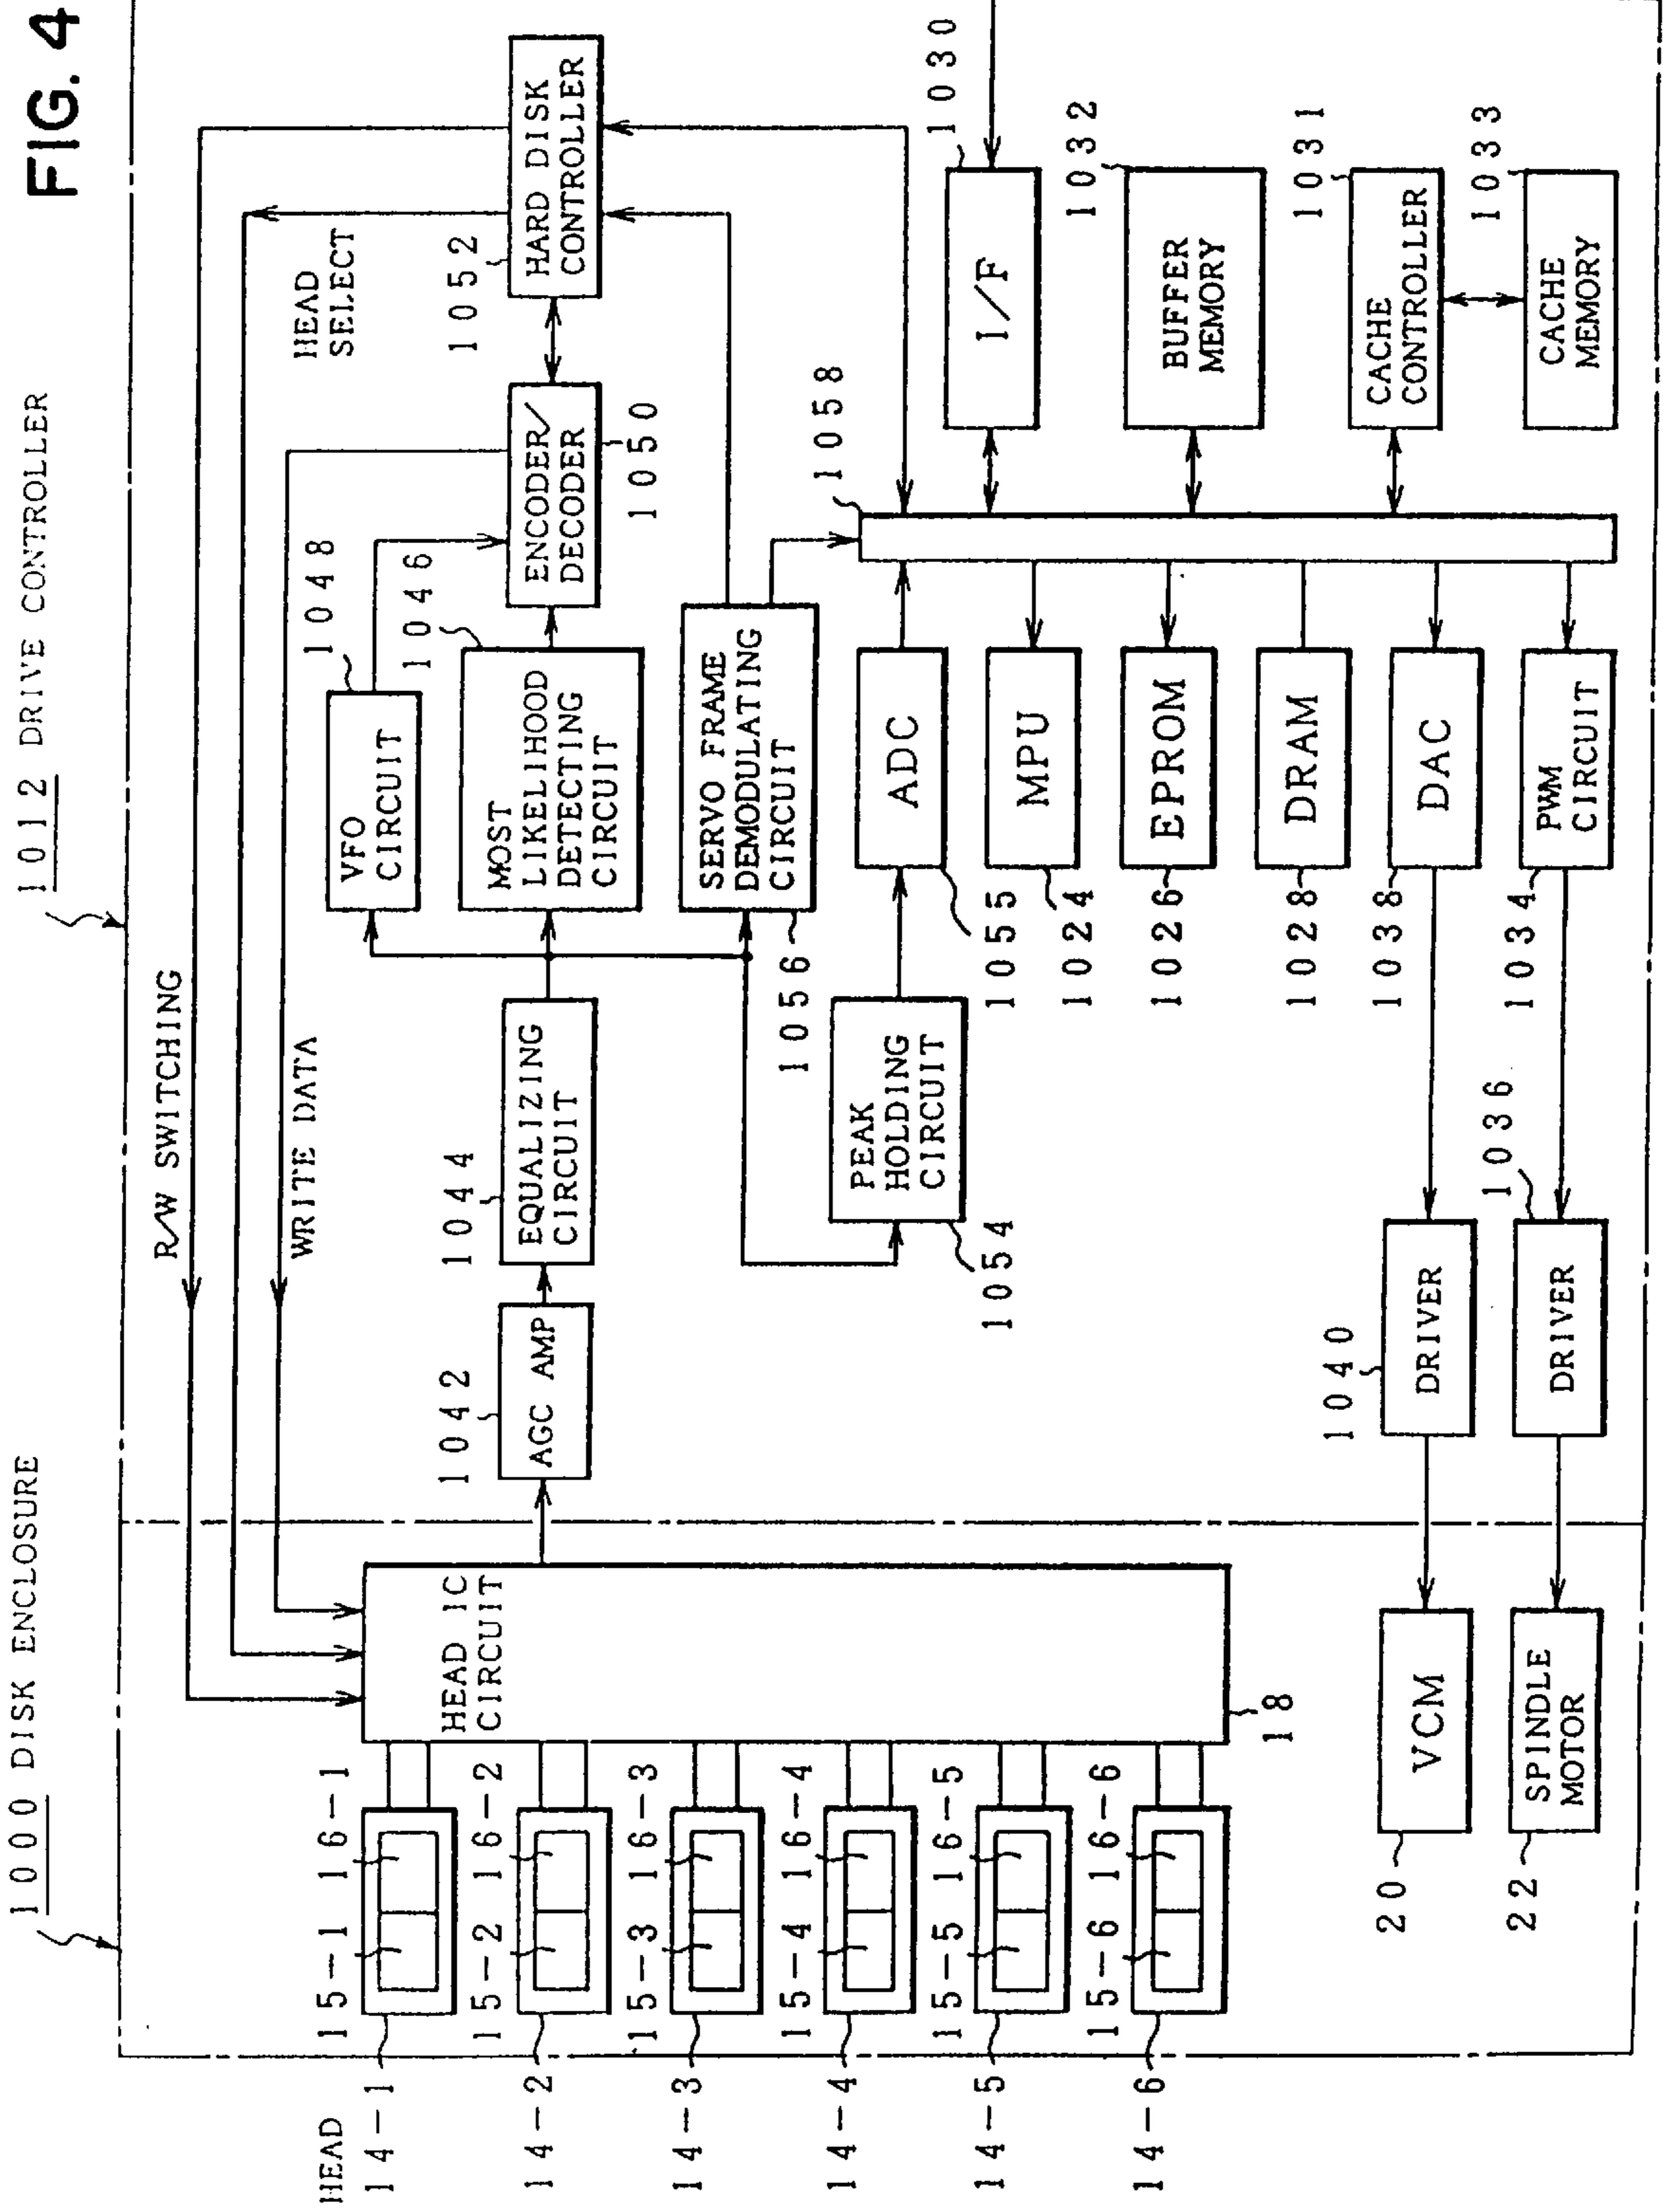 FIG. 4
1000 DISK ENCLOSURE
1012 DRIVE CONTROLLER
R/W SWITCHING
HEAD
SELECT
WRITE DATA
1048
VFO
CIRCUIT
1046
MOST
LIKELIHOOD
DETECTING
CIRCUIT
1052
HARD DISK
CONTROLLER
ENCODER/
DECODER
1050
1042
AGC AMP
1044
EQUALIZING
CIRCUIT
SERVO FRAME
DEMODULATING
CIRCUIT
1056
PEAK
HOLDING
CIRCUIT
1054
ADC
1055
MPU
1024
EPROM
1026
DRAM
1028
DAC
1038
PWM
CIRCUIT
1034
1058
1030
I/F
1032
BUFFER
MEMORY
1031
CACHE
CONTROLLER
1033
CACHE
MEMORY
1040
DRIVER
1036
DRIVER
VCM
20
SPINDLE
MOTOR
22
HEAD IC
CIRCUIT
18
HEAD
14-1
15-1 16-1
14-2
15-2 16-2
14-3
15-3 16-3
14-4
15-4 16-4
14-5
15-5 16-5
14-6
15-6 16-6